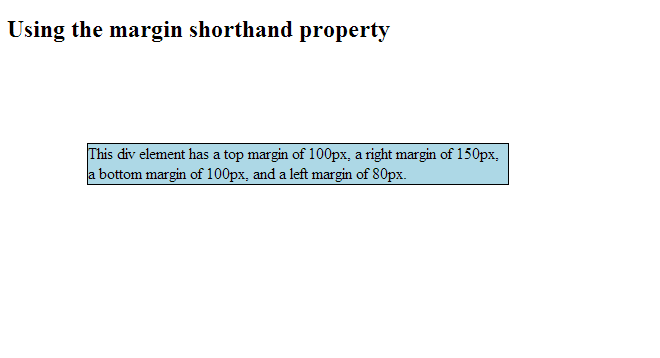 Using the margin shorthand property
This div element has a top margin of 100px, a right margin of 150px,
a bottom margin of 100px, and a left margin of 80px.